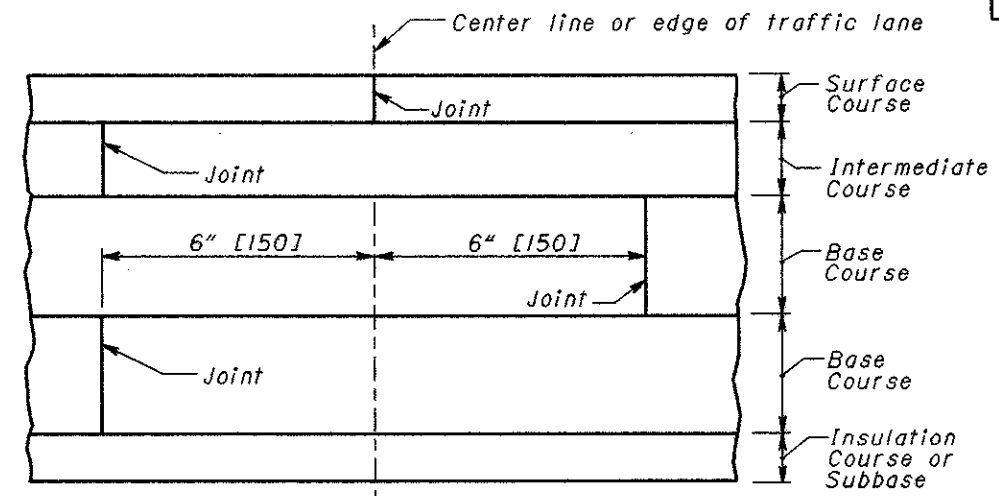 Center line or edge of traffic lane
Joint
Surface
Course
Joint
Intermediate
Course
6" [150]
6" [150]
Joint
Base
Course
Joint
Base
Course
Insulation
Course or
Subbase